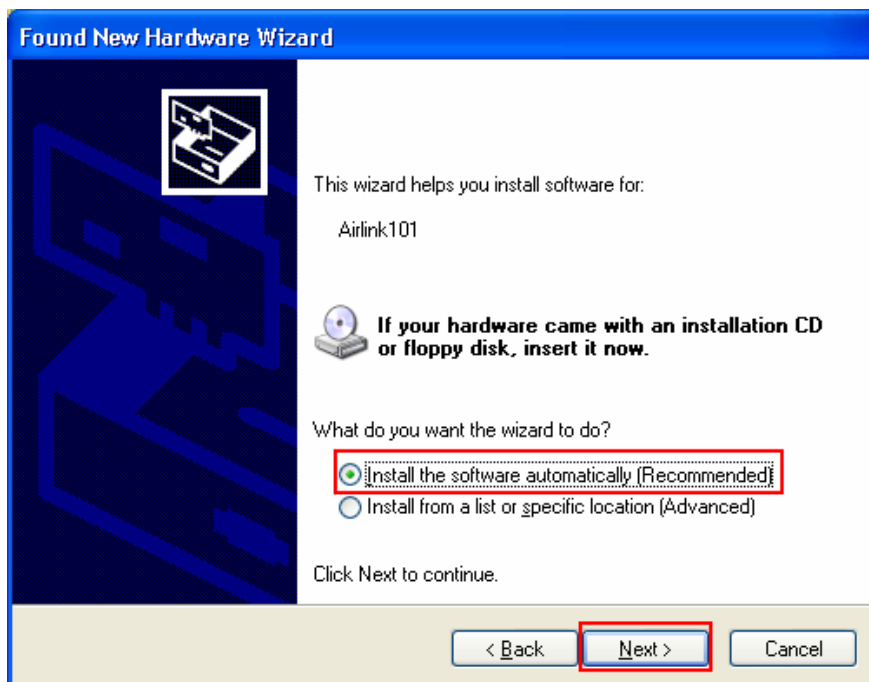 Found New Hardware Wizard
This wizard helps you install software for:
Airlink101
If your hardware came with an installation CD
or floppy disk, insert it now.
What do you want the wizard to do?
Install the software automatically (Recommended)
Install from a list or specific location (Advanced)
Click Next to continue.
< Back Next > Cancel